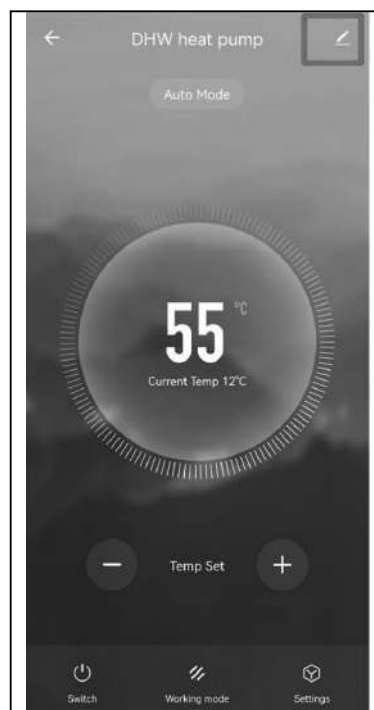 DHW heat pump
Auto Mode
55 °C
Current Temp 12°C
Temp Set
Switch Working mode Settings